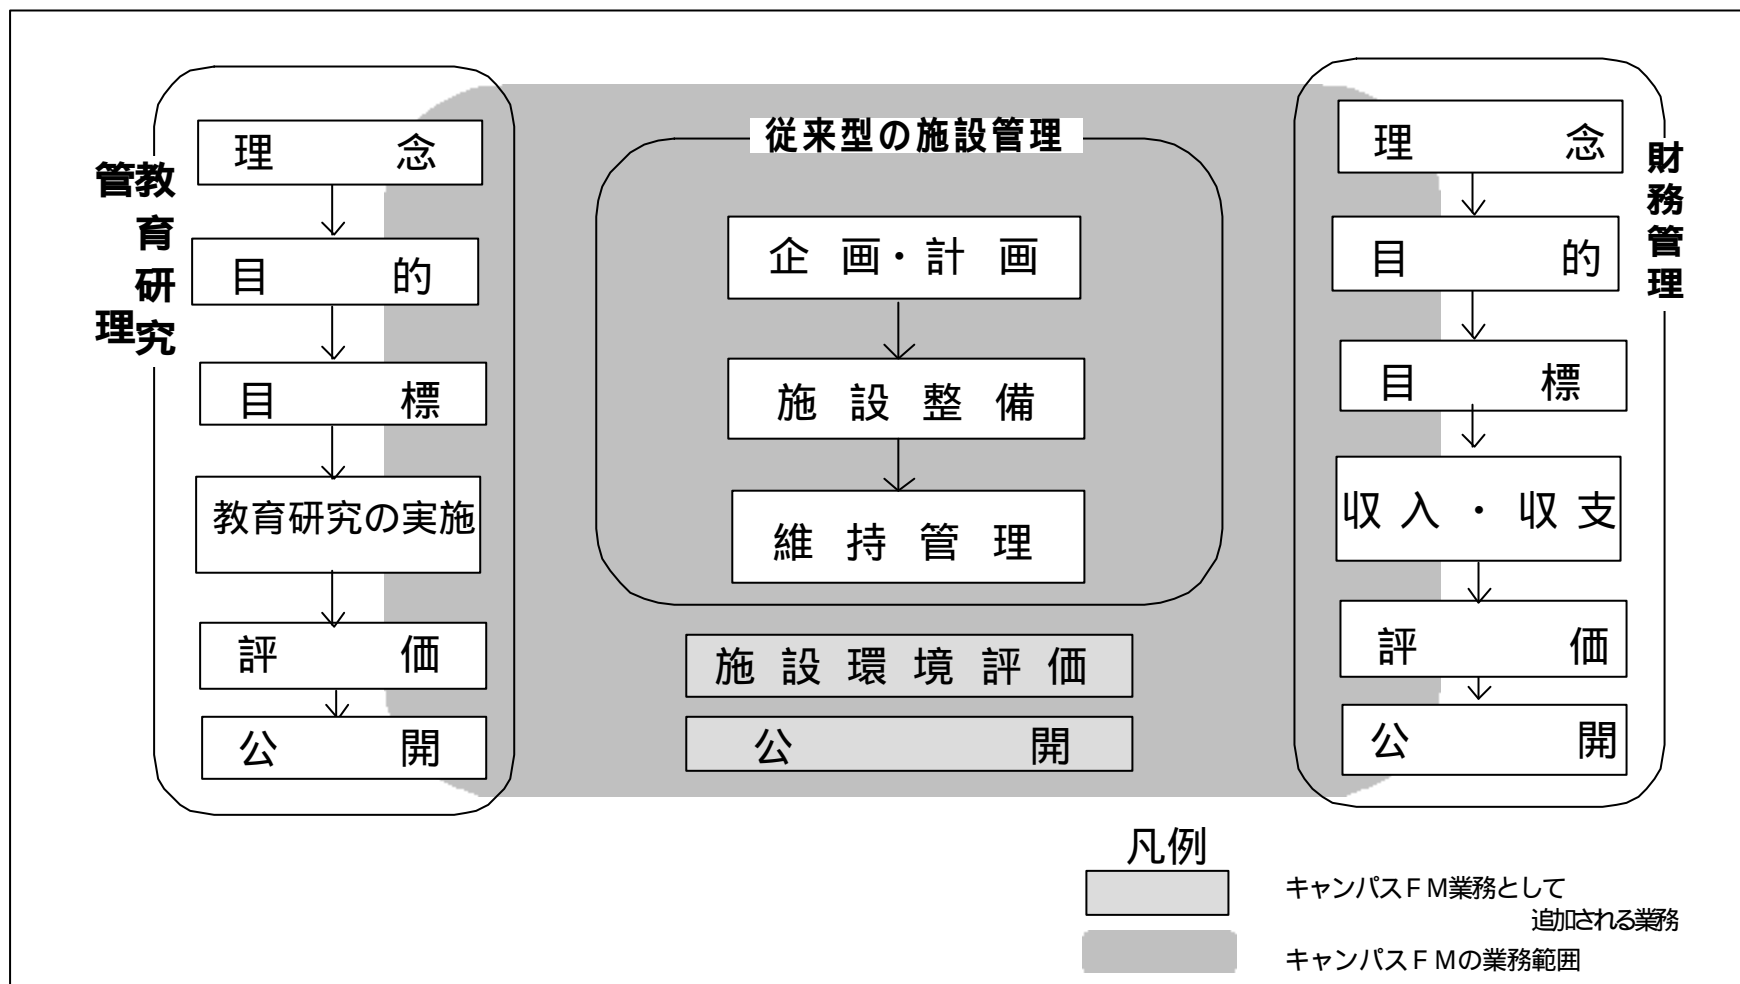 教育研究
管理
理念
目的
目標
教育研究の実施
評価
公開
従来型の施設管理
企画・計画
施設整備
維持管理
施設環境評価
公開
財務管理
理念
目的
目標
収入・収支
評価
公開
凡例
キャンパスFM業務として
追加される業務
キャンパスFMの業務範囲